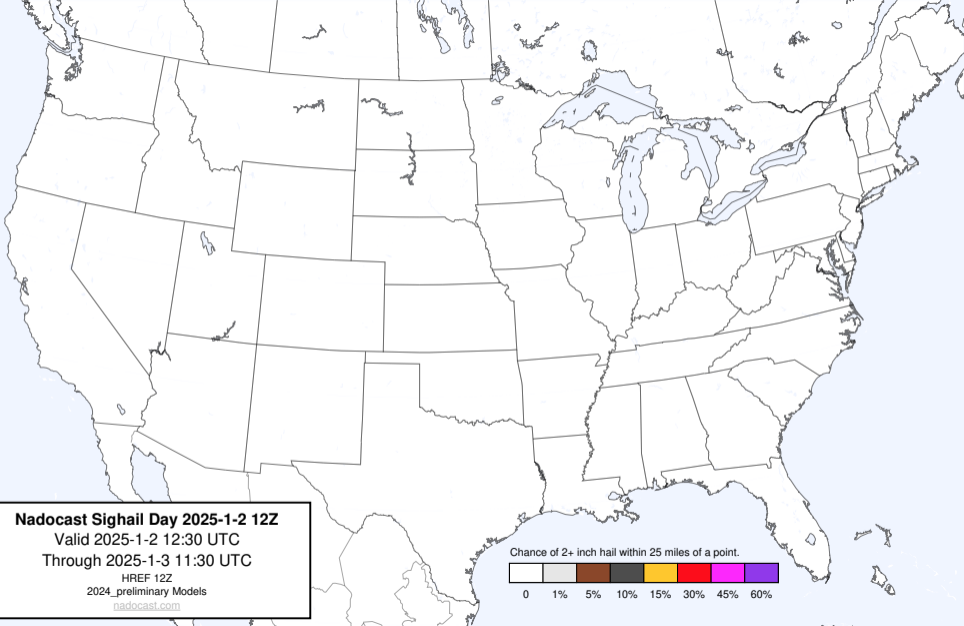 Nadocast Sighail Day 2025-1-2 12Z
Valid 2025-1-2 12:30 UTC
Through 2025-1-3 11:30 UTC
HREF 12Z
2024_preliminary Models
nadocast.com
Chance of 2+ inch hail within 25 miles of a point.
0 1% 5% 10% 15% 30% 45% 60%